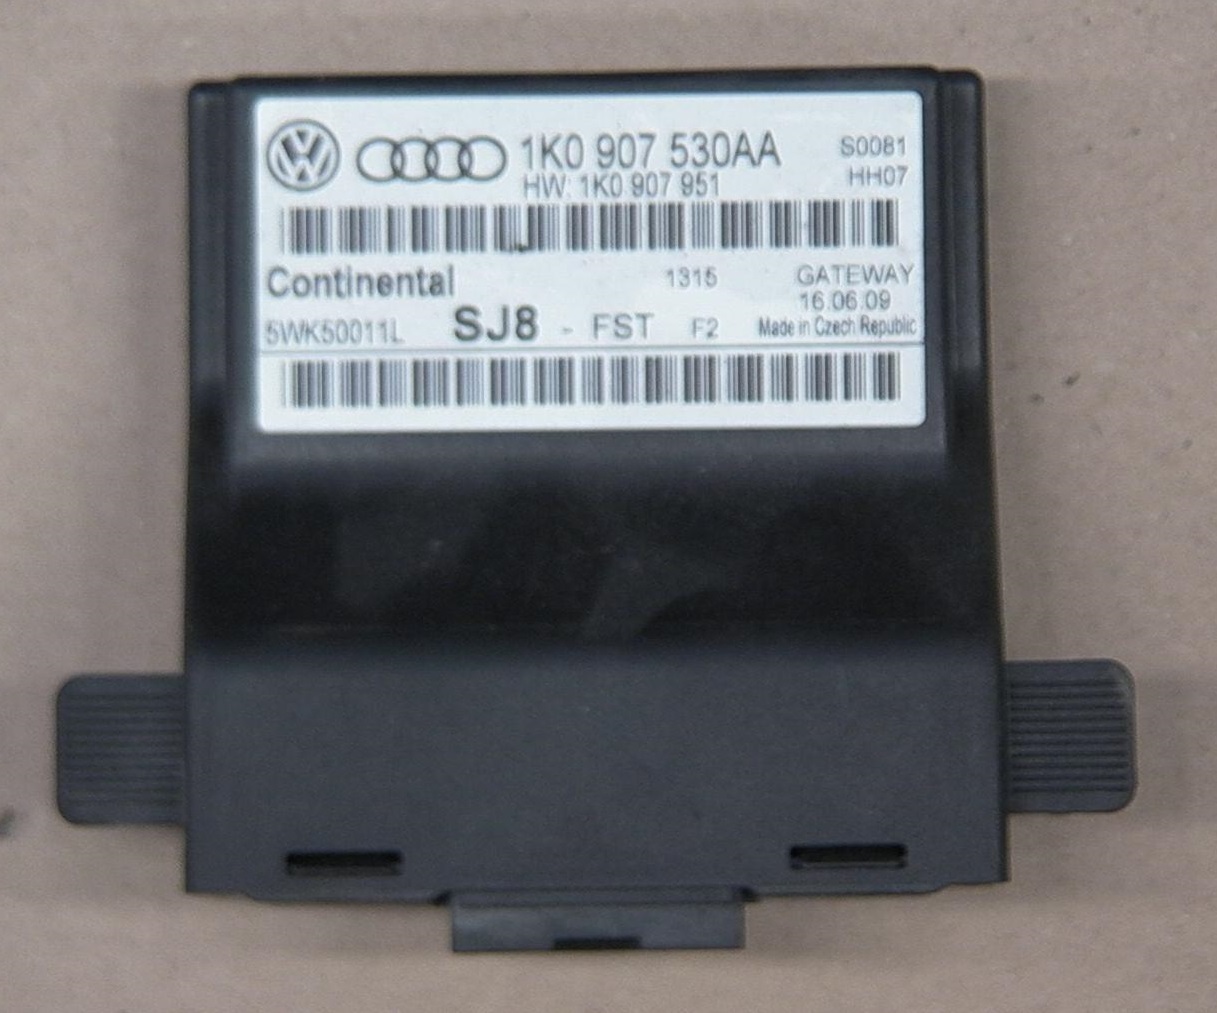 1K0 907 530AA S0081
HW: 1K0 907 951 HH07
Continental 1315 GATEWAY
16.06.09
5WK50011L SJ8 - FST F2 Made in Czech Republic